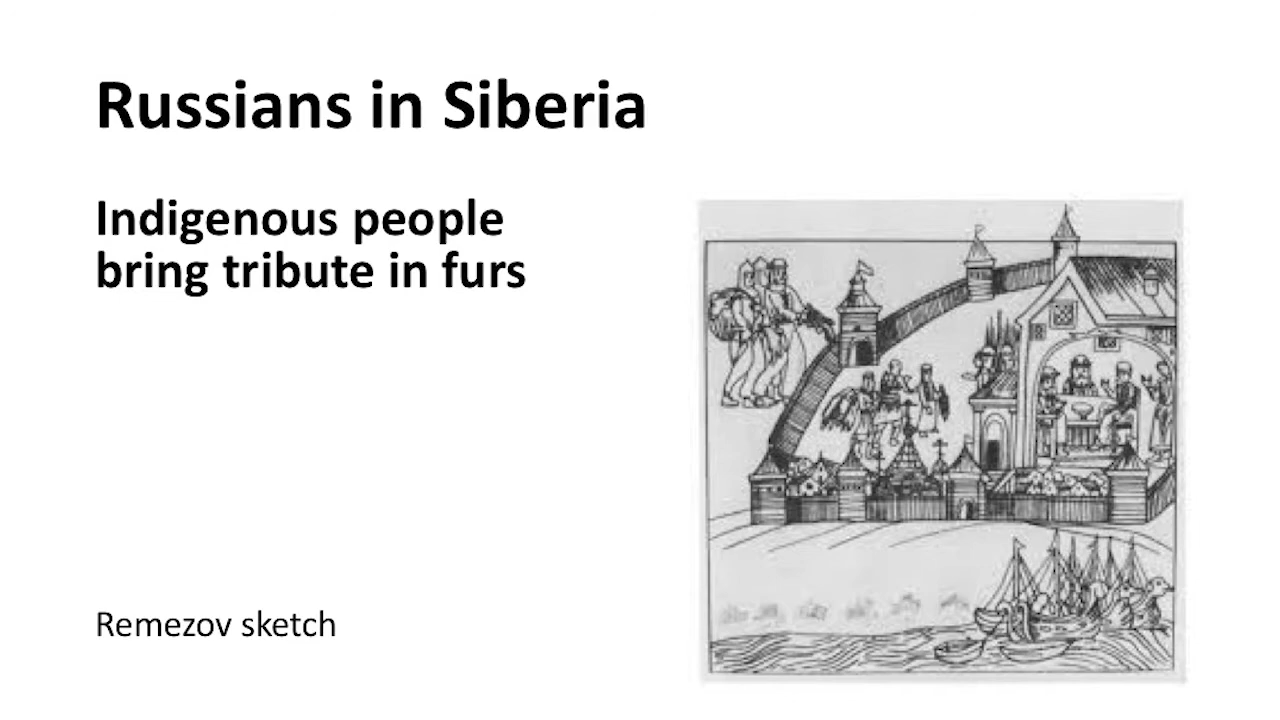 Russians in Siberia
Indigenous people
bring tribute in furs
Remezov sketch